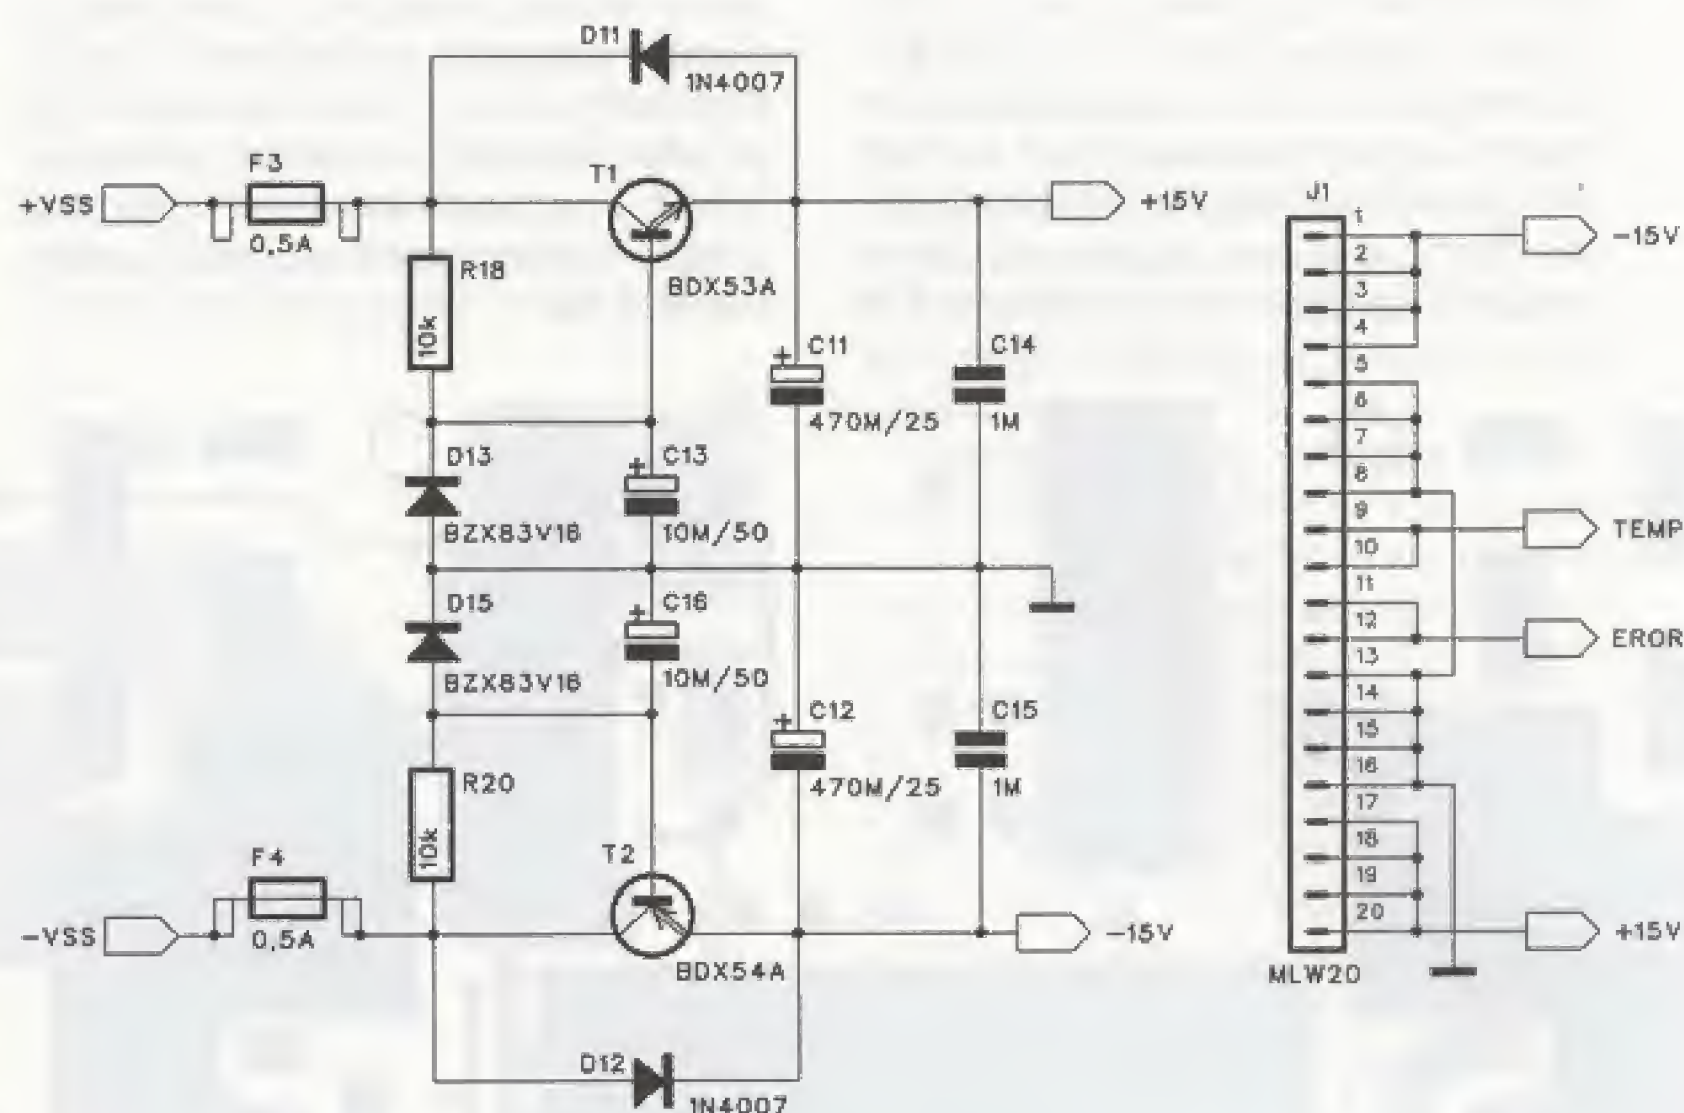 D11
1N4007
F3
+VSS
0,5A
T1
BDX53A
+15V
R18
10k
C11
470M/25
C14
1M
D13
BZX83V16
C13
10M/50
D15
BZX83V16
C16
10M/50
C12
470M/25
C15
1M
R20
10k
F4
-VSS
0,5A
T2
BDX54A
-15V
D12
1N4007
J1
1
2
3
4
5
6
7
8
9
10
11
12
13
14
15
16
17
18
19
20
MLW20
-15V
TEMP
EROR
+15V